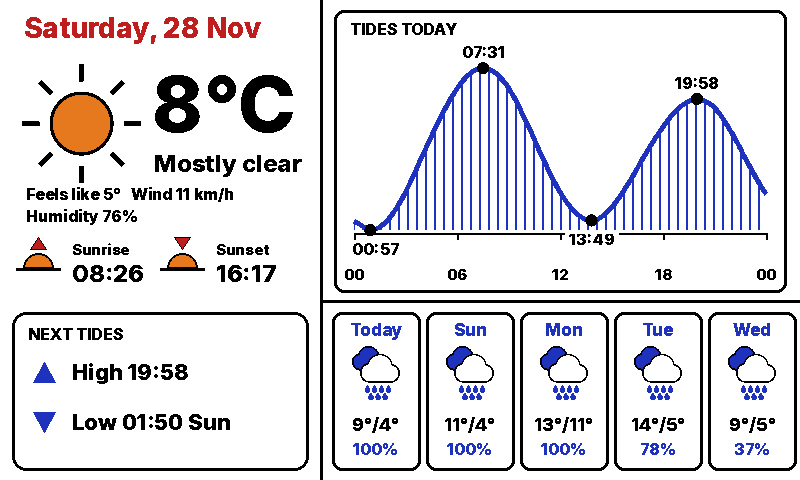 Saturday, 28 Nov
8°C
Mostly clear
Feels like 5° Wind 11 km/h
Humidity 76%
Sunrise
08:26
Sunset
16:17
NEXT TIDES
High 19:58
Low 01:50 Sun
TIDES TODAY
07:31
19:58
00:57
13:49
00 06 12 18 00
Today Sun Mon Tue Wed
9°/4° 11°/4° 13°/11° 14°/5° 9°/5°
100% 100% 100% 78% 37%